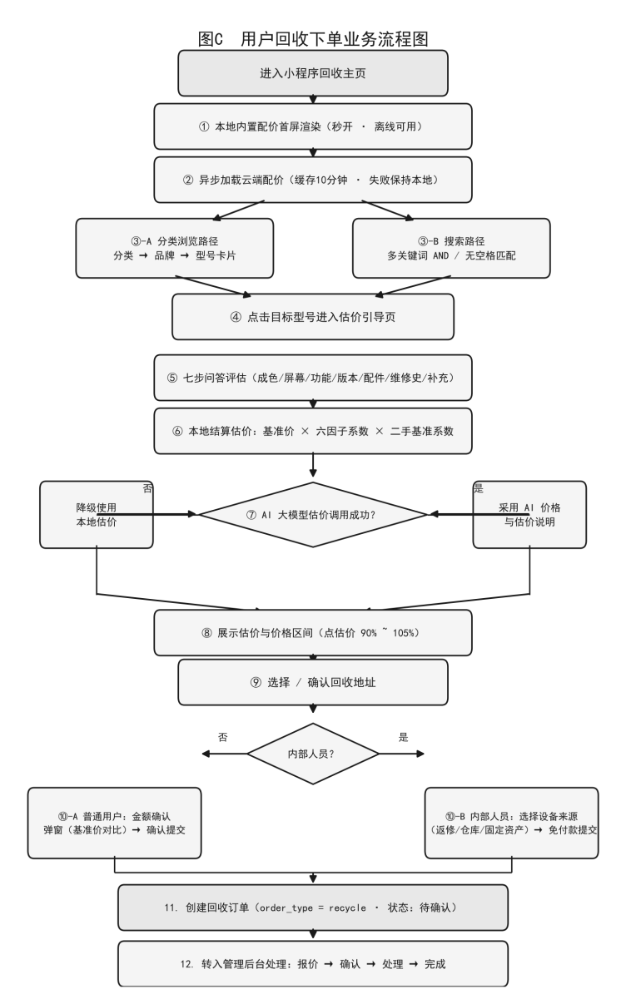 图C 用户回收下单业务流程图
进入小程序回收主页
① 本地内置配价首屏渲染（秒开 · 离线可用）
② 异步加载云端配价（缓存10分钟 · 失败保持本地）
③-A 分类浏览路径
分类 → 品牌 → 型号卡片
③-B 搜索路径
多关键词 AND / 无空格匹配
④ 点击目标型号进入估价引导页
⑤ 七步问答评估（成色/屏幕/功能/版本/配件/维修史/补充）
⑥ 本地结算估价：基准价 × 六因子系数 × 二手基准系数
否
是
降级使用
本地估价
⑦ AI 大模型估价调用成功？
采用 AI 价格
与估价说明
⑧ 展示估价与价格区间（点估价 90% ~ 105%）
⑨ 选择 / 确认回收地址
否
是
内部人员？
⑩-A 普通用户：金额确认
弹窗（基准价对比）→ 确认提交
⑩-B 内部人员：选择设备来源
（返修/仓库/固定资产）→ 免付款提交
11. 创建回收订单（order_type = recycle · 状态：待确认）
12. 转入管理后台处理：报价 → 确认 → 处理 → 完成